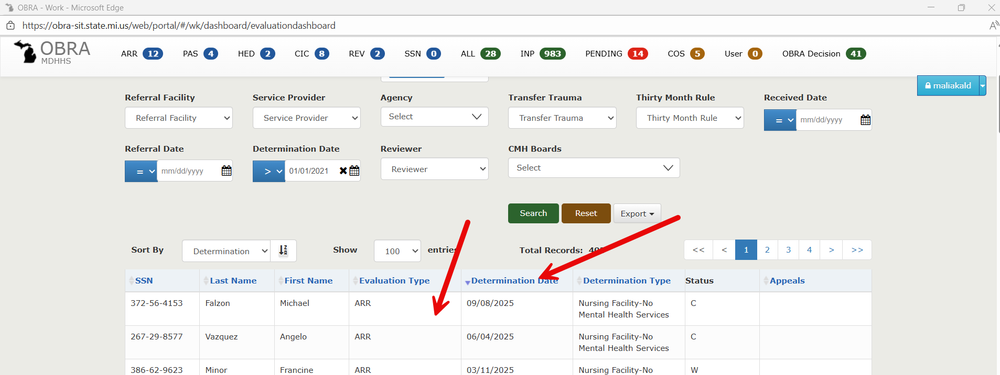 OBRA - Work - Microsoft Edge
https://obra-sit.state.mi.us/web/portal/#/wk/dashboard/evaluationdashboard
OBRA
MDHHS
ARR 12 PAS 4 HED 2 CIC 8 REV 2 SSN 0 ALL 28 INP 983 PENDING 14 COS 5 User 0 OBRA Decision 41
maliakald
Referral Facility Service Provider Agency Transfer Trauma Thirty Month Rule Received Date
Referral Facility Service Provider Select Transfer Trauma Thirty Month Rule = mm/dd/yyyy
Referral Date Determination Date Reviewer CMH Boards
= mm/dd/yyyy > 01/01/2021 Reviewer Select
Search Reset Export
Sort By Determination Show 100 entries Total Records: << < 1 2 3 4 > >>
SSN Last Name First Name Evaluation Type Determination Date Determination Type Status Appeals
372-56-4153 Falzon Michael ARR 09/08/2025 Nursing Facility-No C
Mental Health Services
267-29-8577 Vazquez Angelo ARR 06/04/2025 Nursing Facility-No C
Mental Health Services
386-62-9623 Minor Francine ARR 03/11/2025 Nursing Facility-No W